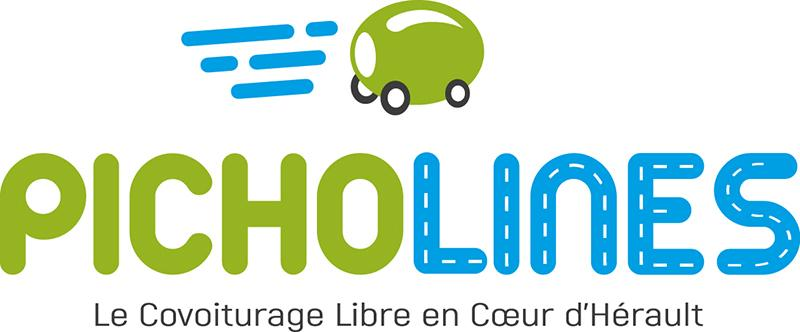 PICHOLINES
Le Covoiturage Libre en Cœur d'Hérault